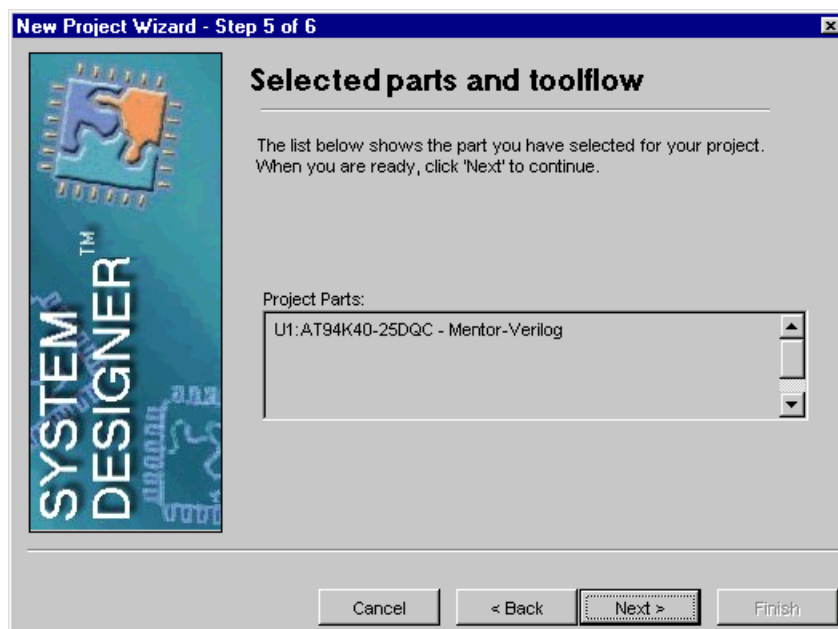 New Project Wizard - Step 5 of 6
SYSTEM
DESIGNER™
Selected parts and toolflow
The list below shows the part you have selected for your project.
When you are ready, click 'Next' to continue.
Project Parts:
U1:AT94K40-25DQC - Mentor-Verilog
Cancel
< Back
Next >
Finish